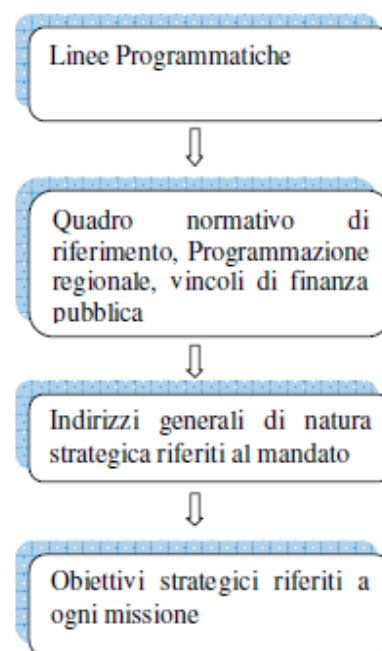 Linee Programmatiche
Quadro normativo di
riferimento, Programmazione
regionale, vincoli di finanza
pubblica
Indirizzi generali di natura
strategica riferiti al mandato
Obiettivi strategici riferiti a
ogni missione